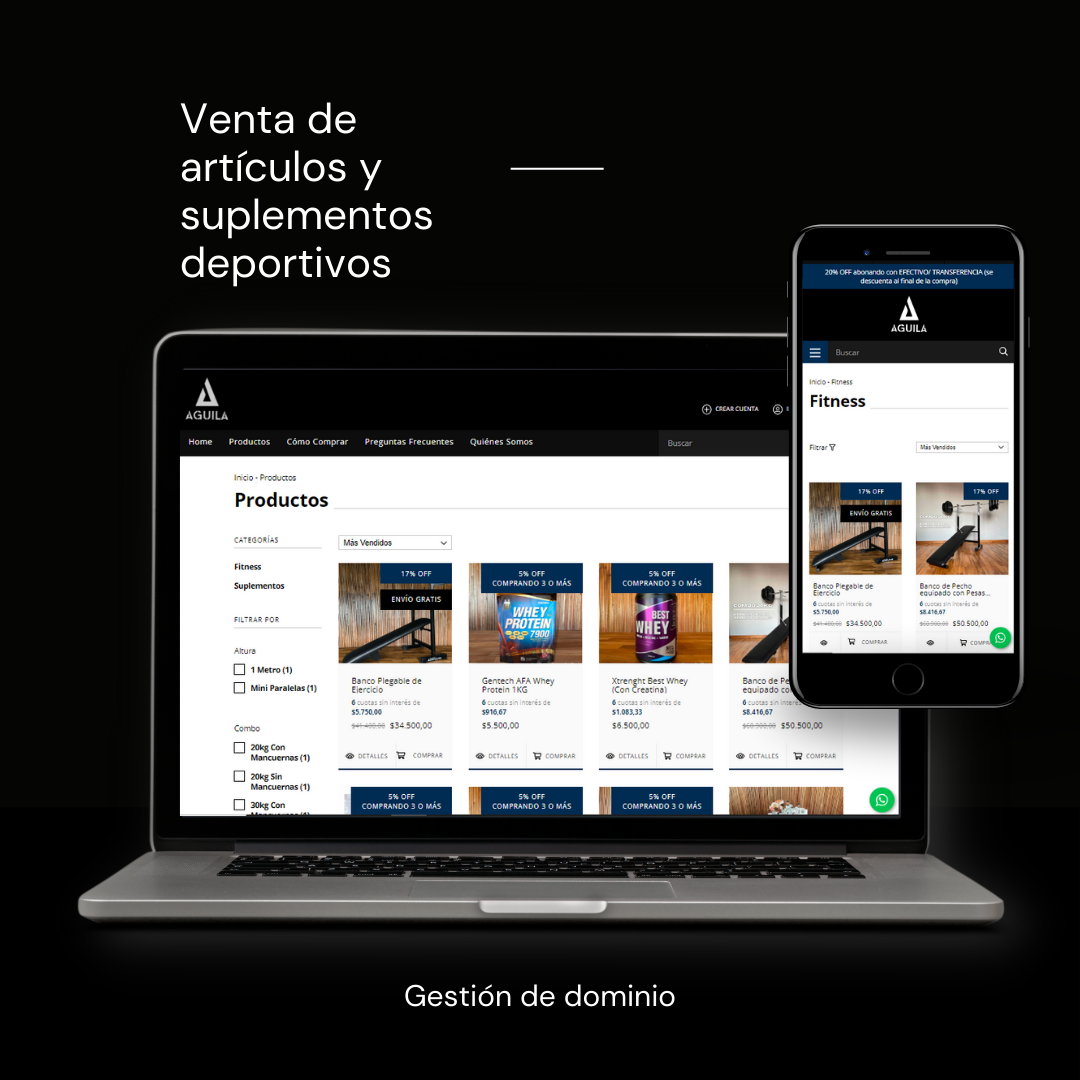 Venta de
artículos y
suplementos
deportivos
AGUILA
CREAR CUENTA
Home
Productos
Cómo Comprar
Preguntas Frecuentes
Quiénes Somos
Buscar
Inicio - Productos
Productos
CATEGORÍAS
Fitness
Suplementos
FILTRAR POR
Altura
1 Metro (1)
Mini Paralelas (1)
Combo
20kg Con
Mancuernas (1)
20kg Sin
Mancuernas (1)
30kg Con
Más Vendidos
17% OFF
ENVÍO GRATIS
Banco Plegable de
Ejercicio
6 cuotas sin interés de
$5.750,00
$41.400,00 $34.500,00
DETALLES
COMPRAR
5% OFF
COMPRANDO 3 O MÁS
WHEY
PROTEIN
7900
Gentech AFA Whey
Protein 1KG
6 cuotas sin interés de
$916,67
$5.500,00
DETALLES
COMPRAR
5% OFF
COMPRANDO 3 O MÁS
BEST
WHEY
Xtrenght Best Whey
(Con Creatina)
6 cuotas sin interés de
$1.083,33
$6.500,00
DETALLES
COMPRAR
Banco de Pe
equipado co
6 cuotas sin interés de
$8.416,67
$60.900,00 $50.500,00
DETALLES
COMPRAR
5% OFF
COMPRANDO 3 O MÁS
5% OFF
COMPRANDO 3 O MÁS
5% OFF
COMPRANDO 3 O MÁS
20% OFF abonando con EFECTIVO/ TRANSFERENCIA (se
descuenta al final de la compra)
AGUILA
Buscar
Inicio - Fitness
Fitness
Filtrar
Más Vendidos
17% OFF
ENVÍO GRATIS
Banco Plegable de
Ejercicio
6 cuotas sin interés de
$5.750,00
$41.400,00 $34.500,00
COMPRAR
17% OFF
Banco de Pecho
equipado con Pesas...
6 cuotas sin interés de
$8.416,67
$60.900,00 $50.500,00
COMPR
Gestión de dominio